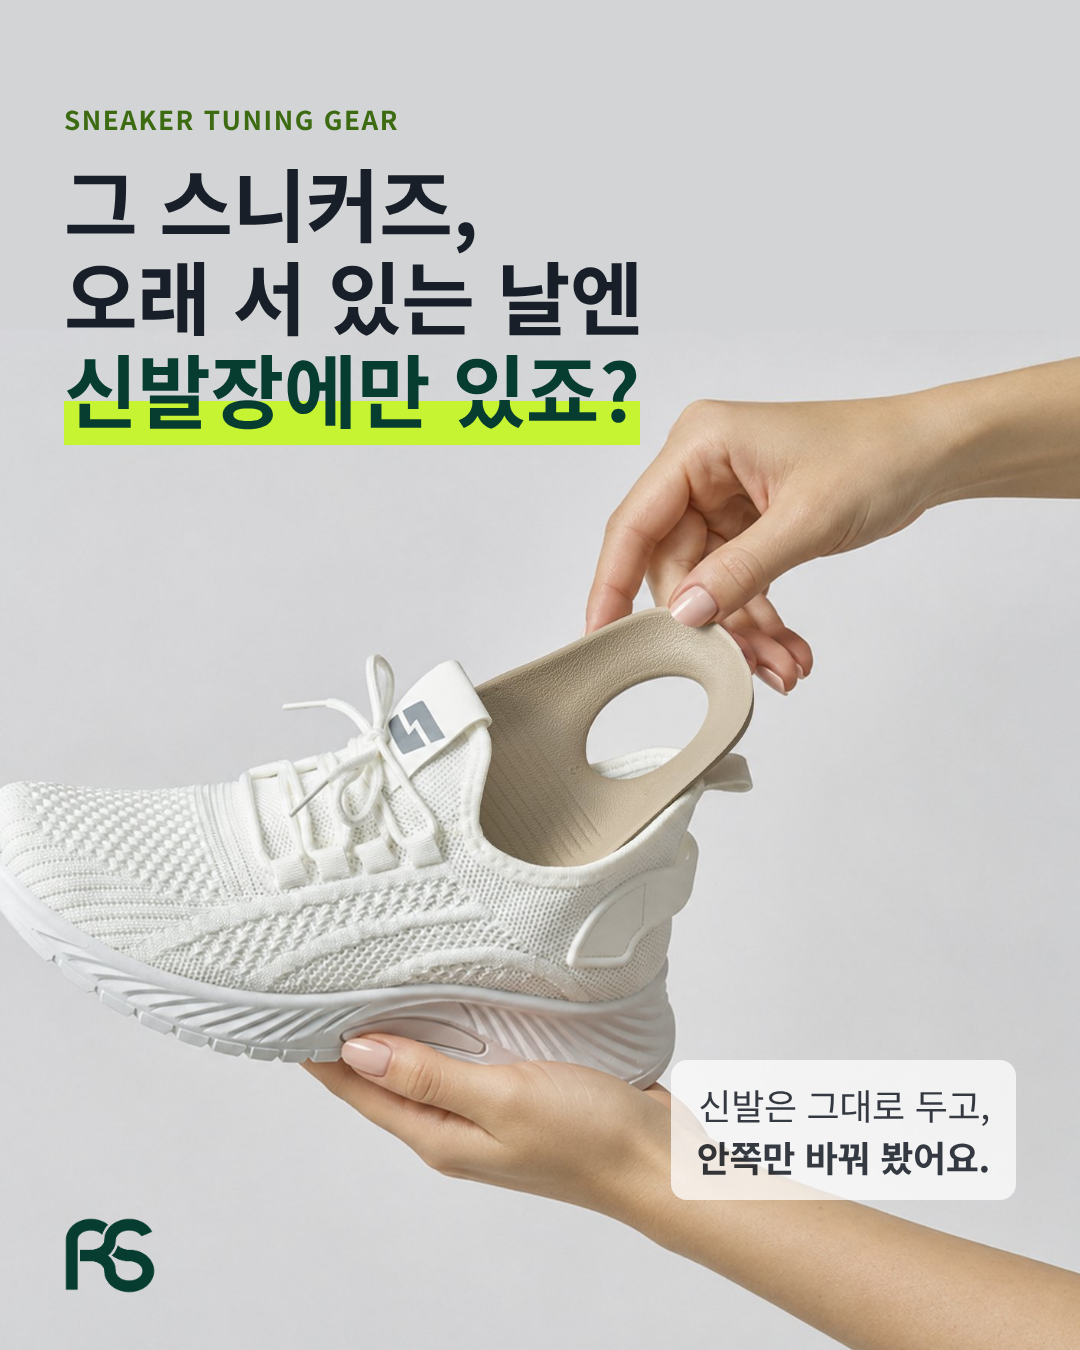 SNEAKER TUNING GEAR
그 스니커즈,
오래 서 있는 날엔
신발장에만 있죠?
신발은 그대로 두고,
안쪽만 바꿔 봤어요.
RS